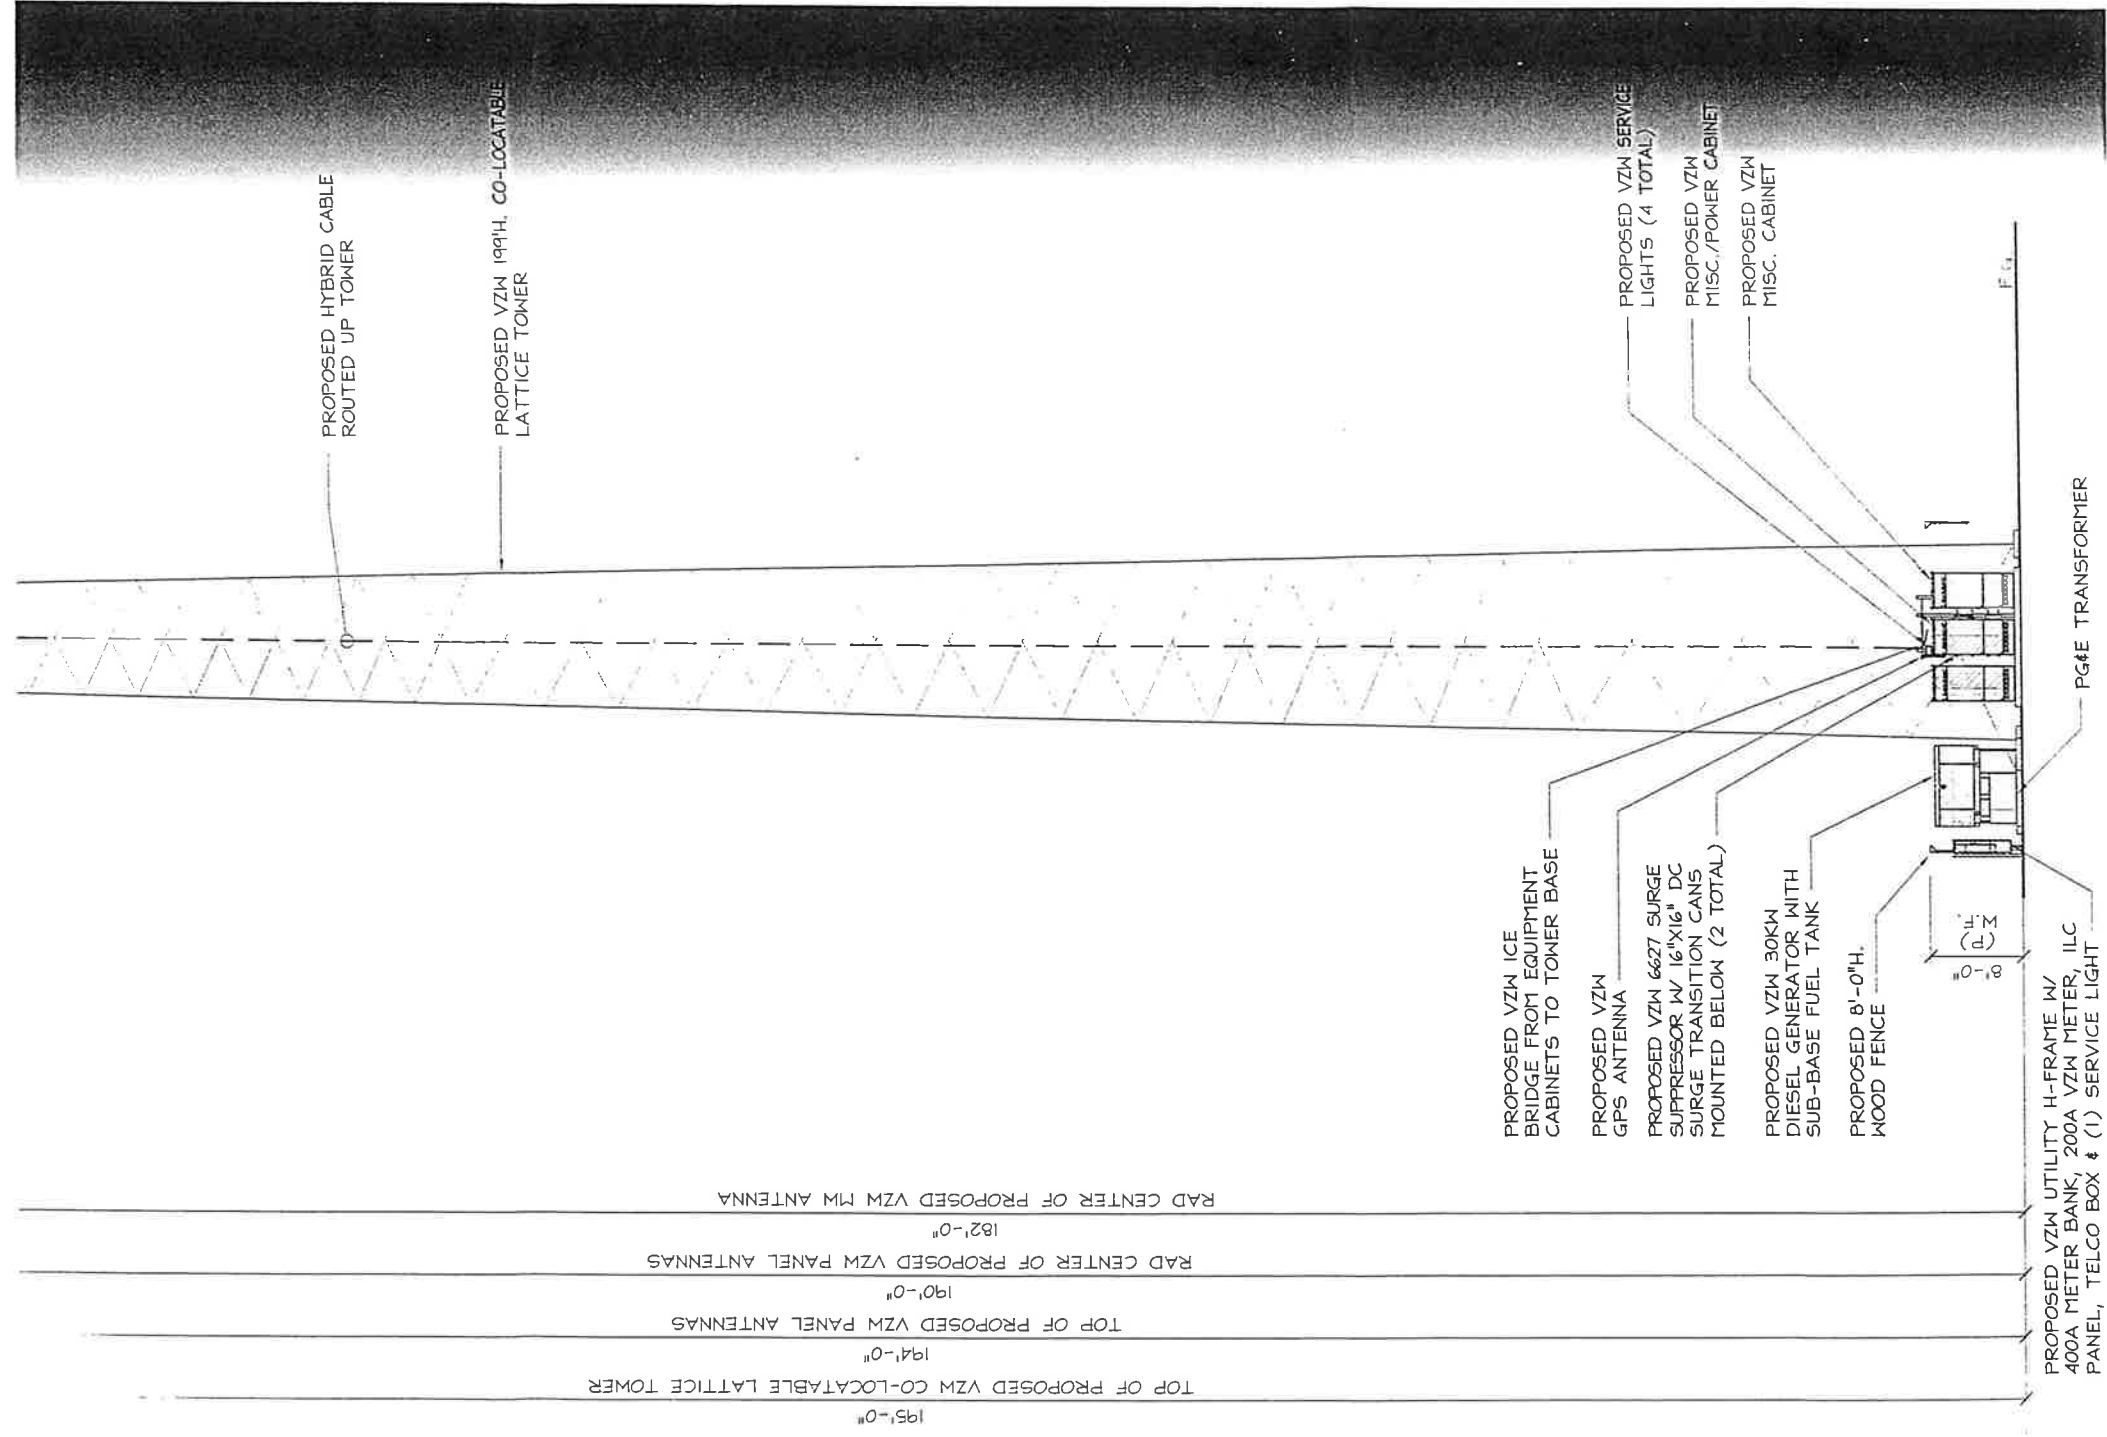 PROPOSED HYBRID CABLE
ROUTED UP TOWER
PROPOSED VZW 199'H. CO-LOCATABLE
LATTICE TOWER
PROPOSED VZW SERVICE
LIGHTS (4 TOTAL)
PROPOSED VZW
MISC./POWER CABINET
PROPOSED VZW
MISC. CABINET
F.G.
PG&E TRANSFORMER
PROPOSED VZW ICE
BRIDGE FROM EQUIPMENT
CABINETS TO TOWER BASE
PROPOSED VZW
GPS ANTENNA
PROPOSED VZW 6627 SURGE
SUPPRESSOR W/ 16"X16" DC
SURGE TRANSITION CANS
MOUNTED BELOW (2 TOTAL)
PROPOSED VZW 30KW
DIESEL GENERATOR WITH
SUB-BASE FUEL TANK
PROPOSED 8'-0"H.
WOOD FENCE
8'-0"
(P)
W.F.
PROPOSED VZW UTILITY H-FRAME W/
400A METER BANK, 200A VZW METER, ILC
PANEL, TELCO BOX & (1) SERVICE LIGHT
RAD CENTER OF PROPOSED VZW MW ANTENNA
182'-0"
RAD CENTER OF PROPOSED VZW PANEL ANTENNAS
190'-0"
TOP OF PROPOSED VZW PANEL ANTENNAS
194'-0"
TOP OF PROPOSED VZW CO-LOCATABLE LATTICE TOWER
195'-0"